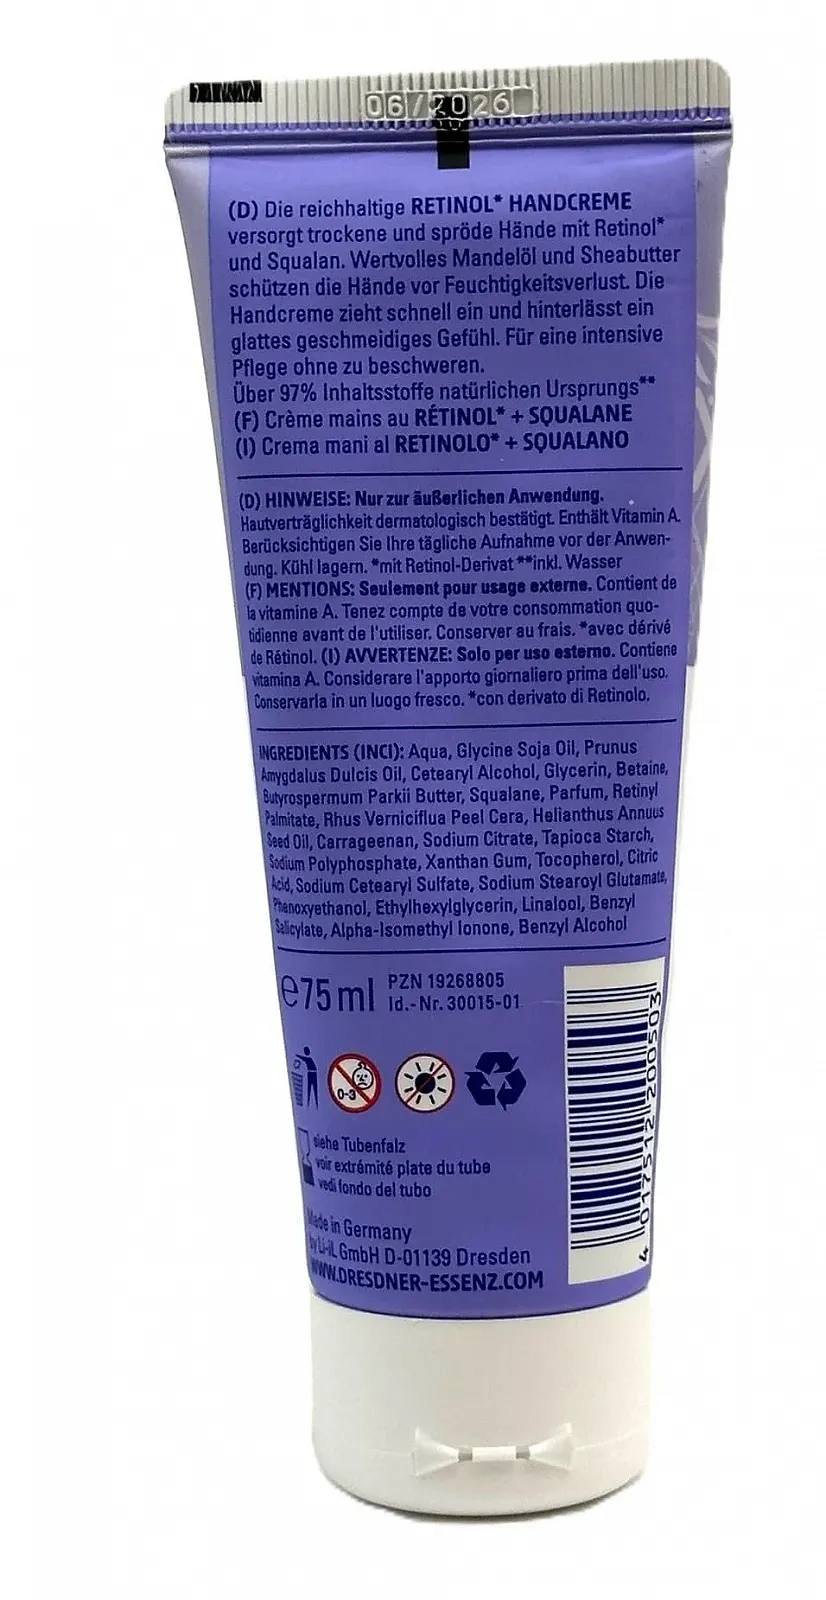 06/2026
(D) Die reichhaltige RETINOL* HANDCREME
versorgt trockene und spröde Hände mit Retinol*
und Squalan. Wertvolles Mandelöl und Sheabutter
schützen die Hände vor Feuchtigkeitsverlust. Die
Handcreme zieht schnell ein und hinterlässt ein
glattes geschmeidiges Gefühl. Für eine intensive
Pflege ohne zu beschweren.
Über 97% Inhaltsstoffe natürlichen Ursprungs**
(F) Crème mains au RÉTINOL* + SQUALANE
(I) Crema mani al RETINOLO* + SQUALANO
(D) HINWEISE: Nur zur äußerlichen Anwendung.
Hautverträglichkeit dermatologisch bestätigt. Enthält Vitamin A.
Berücksichtigen Sie Ihre tägliche Aufnahme vor der Anwen-
dung. Kühl lagern. *mit Retinol-Derivat **inkl. Wasser
(F) MENTIONS: Seulement pour usage externe. Contient de
la vitamine A. Tenez compte de votre consommation quo-
tidienne avant de l'utiliser. Conserver au frais. *avec dérivé
de Rétinol. (I) AVVERTENZE: Solo per uso esterno. Contiene
vitamina A. Considerare l'apporto giornaliero prima dell'uso.
Conservarla in un luogo fresco. *con derivato di Retinolo.
INGREDIENTS (INCI): Aqua, Glycine Soja Oil, Prunus
Amygdalus Dulcis Oil, Cetearyl Alcohol, Glycerin, Betaine,
Butyrospermum Parkii Butter, Squalane, Parfum, Retinyl
Palmitate, Rhus Verniciflua Peel Cera, Helianthus Annuus
Seed Oil, Carrageenan, Sodium Citrate, Tapioca Starch,
Sodium Polyphosphate, Xanthan Gum, Tocopherol, Citric
Acid, Sodium Cetearyl Sulfate, Sodium Stearoyl Glutamate,
Phenoxyethanol, Ethylhexylglycerin, Linalool, Benzyl
Salicylate, Alpha-Isomethyl Ionone, Benzyl Alcohol
e75 ml
PZN 19268805
Id.-Nr. 30015-01
0-3
siehe Tubenfalz
voir extrémité plate du tube
vedi fondo del tubo
Made in Germany
by Li-iL GmbH D-01139 Dresden
WWW.DRESDNER-ESSENZ.COM
4 017512 200503